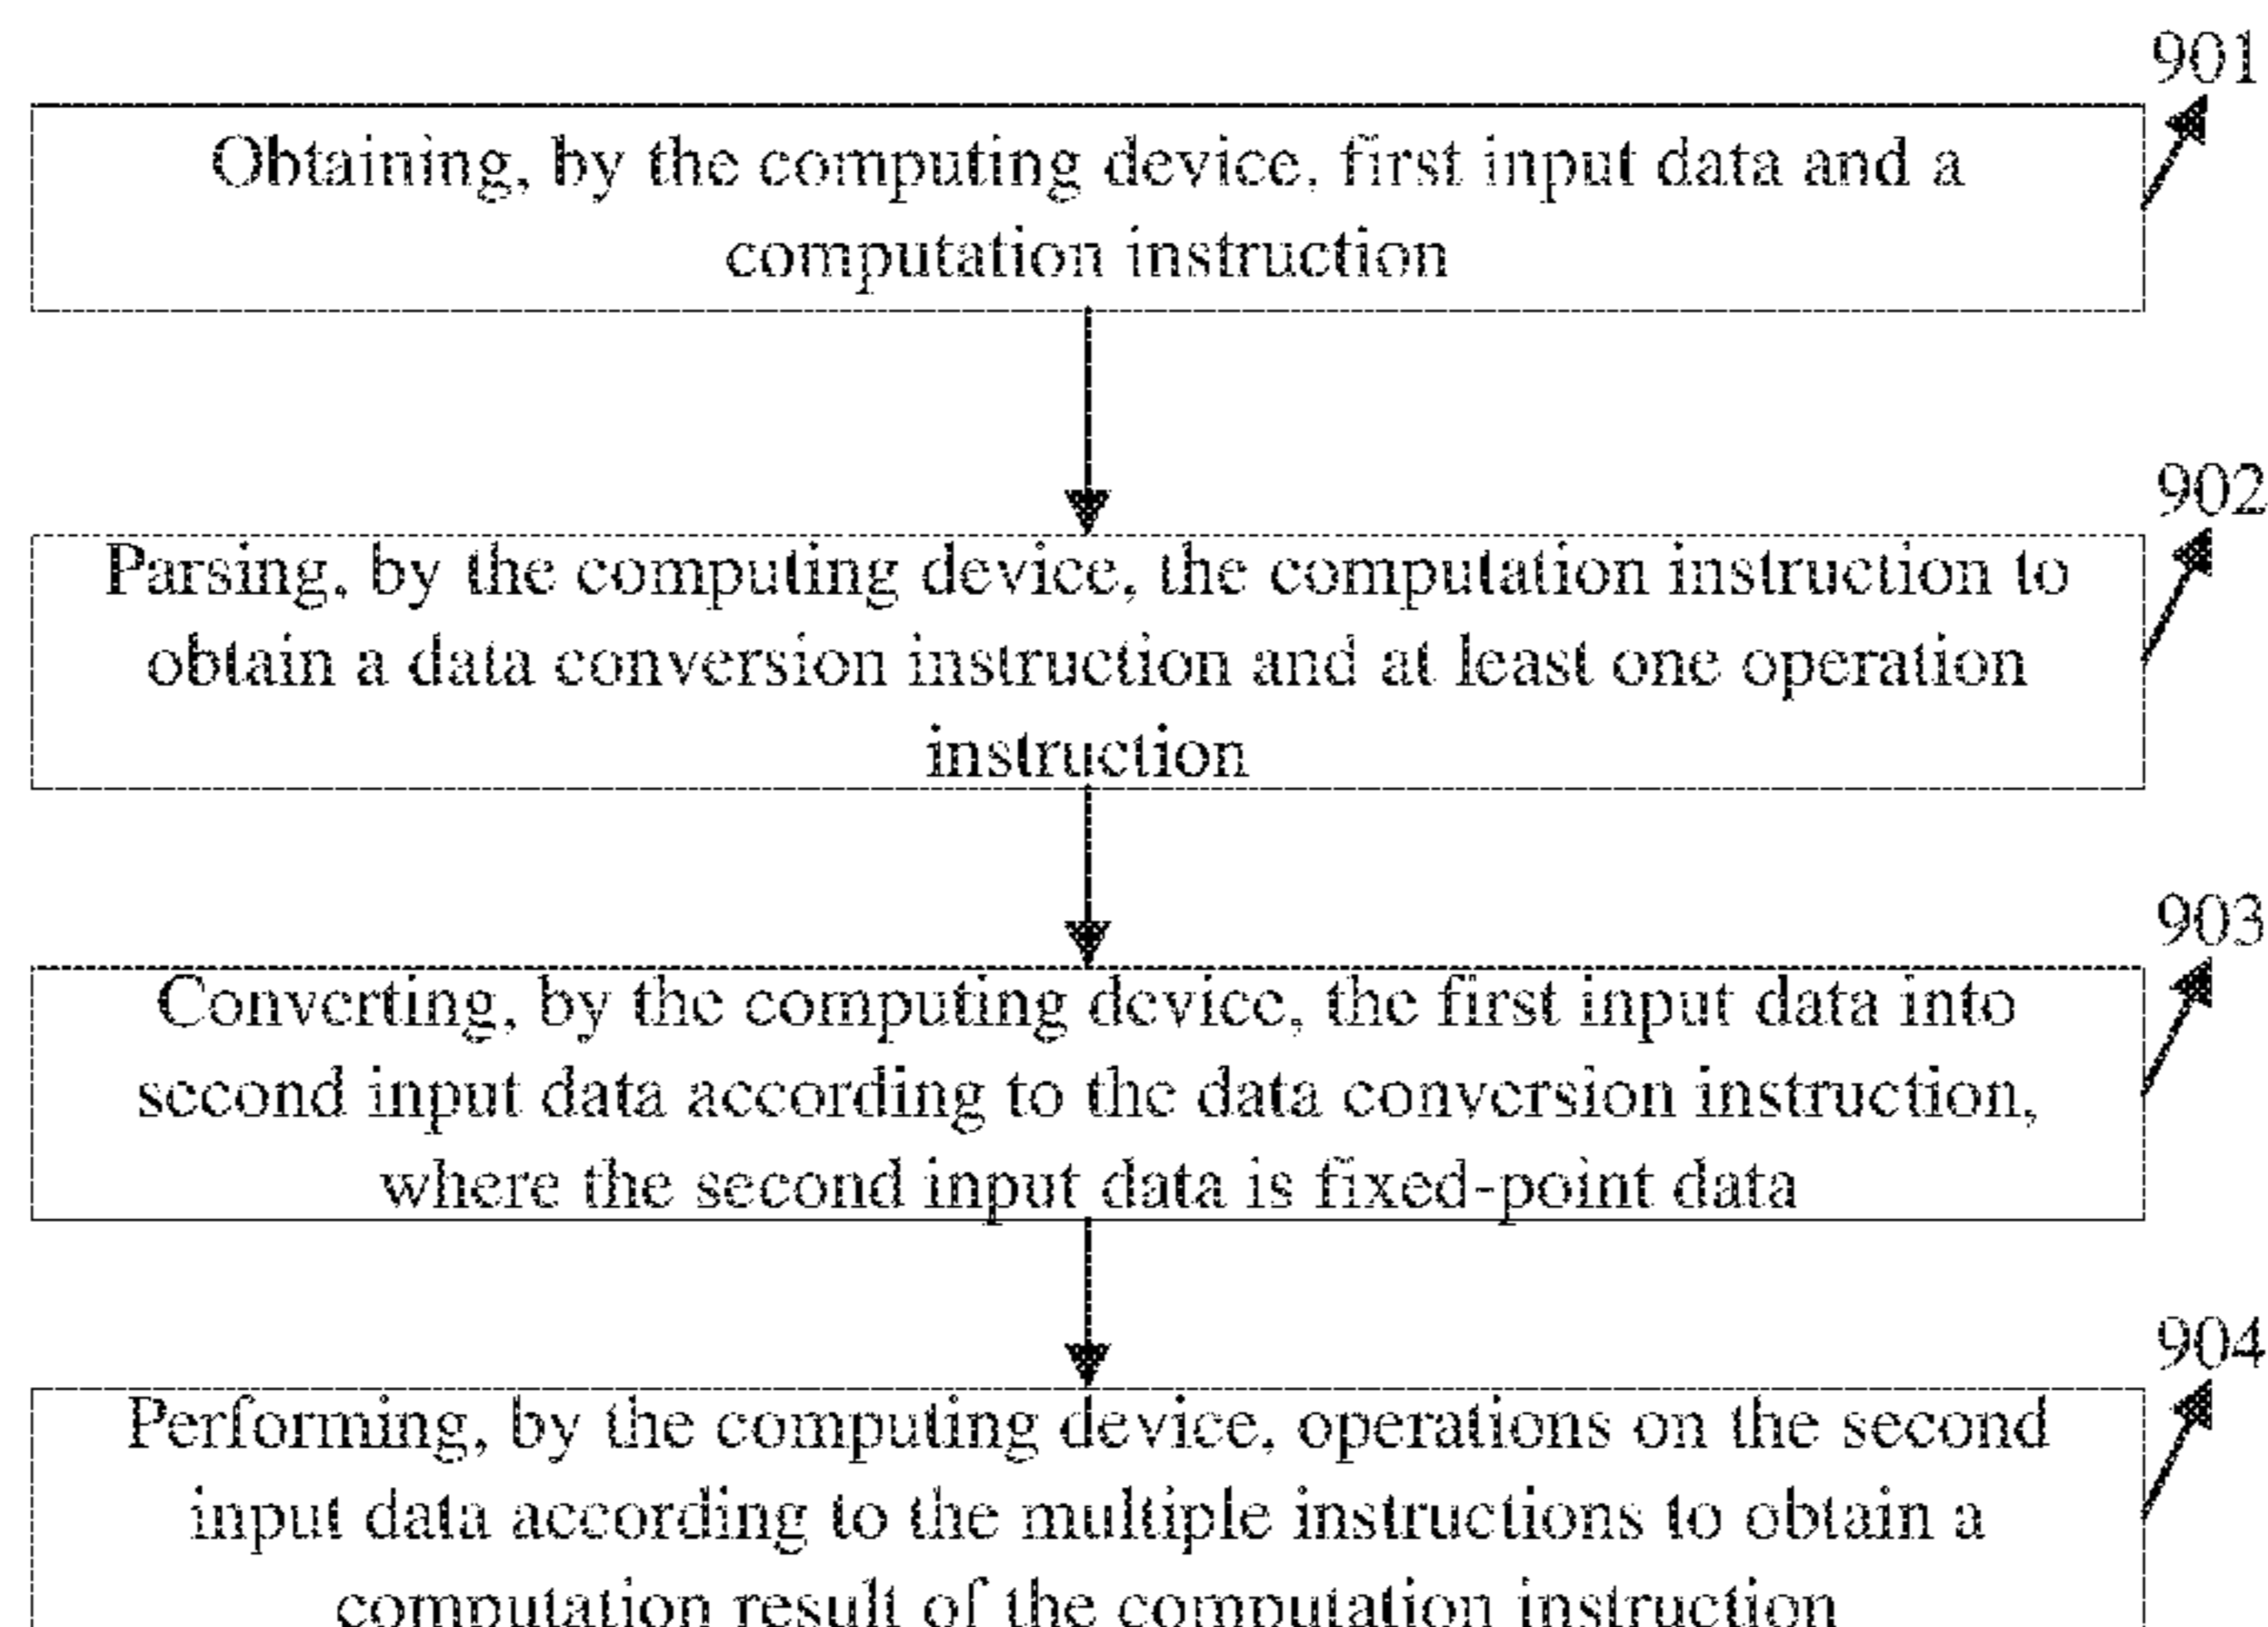 901
Obtaining, by the computing device, first input data and a
computation instruction
902
Parsing, by the computing device, the computation instruction to
obtain a data conversion instruction and at least one operation
instruction
903
Converting, by the computing device, the first input data into
second input data according to the data conversion instruction,
where the second input data is fixed-point data
904
Performing, by the computing device, operations on the second
input data according to the multiple instructions to obtain a
computation result of the computation instruction